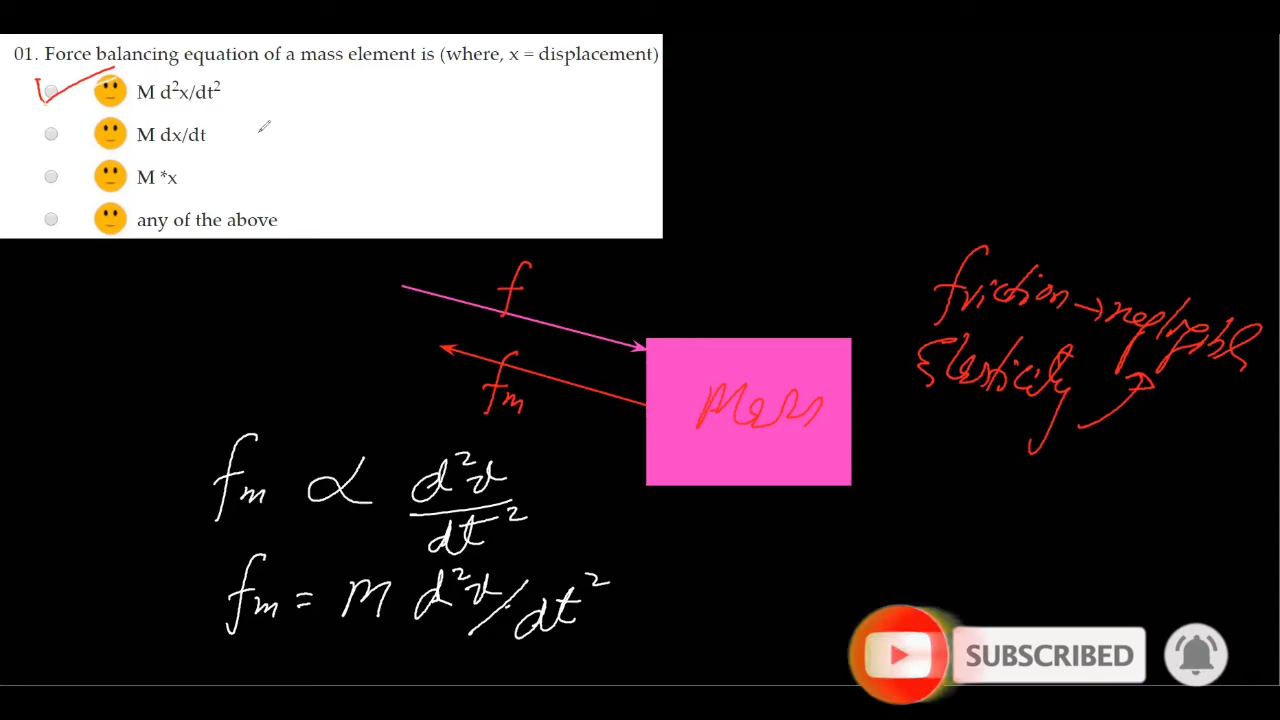 01. Force balancing equation of a mass element is (where, x = displacement)
M d²x/dt²
M dx/dt
M *x
any of the above
f
friction → negligible
Elasticity
fm
Mass
fm ∝ d²x/dt²
fm = M d²x/dt²
SUBSCRIBED